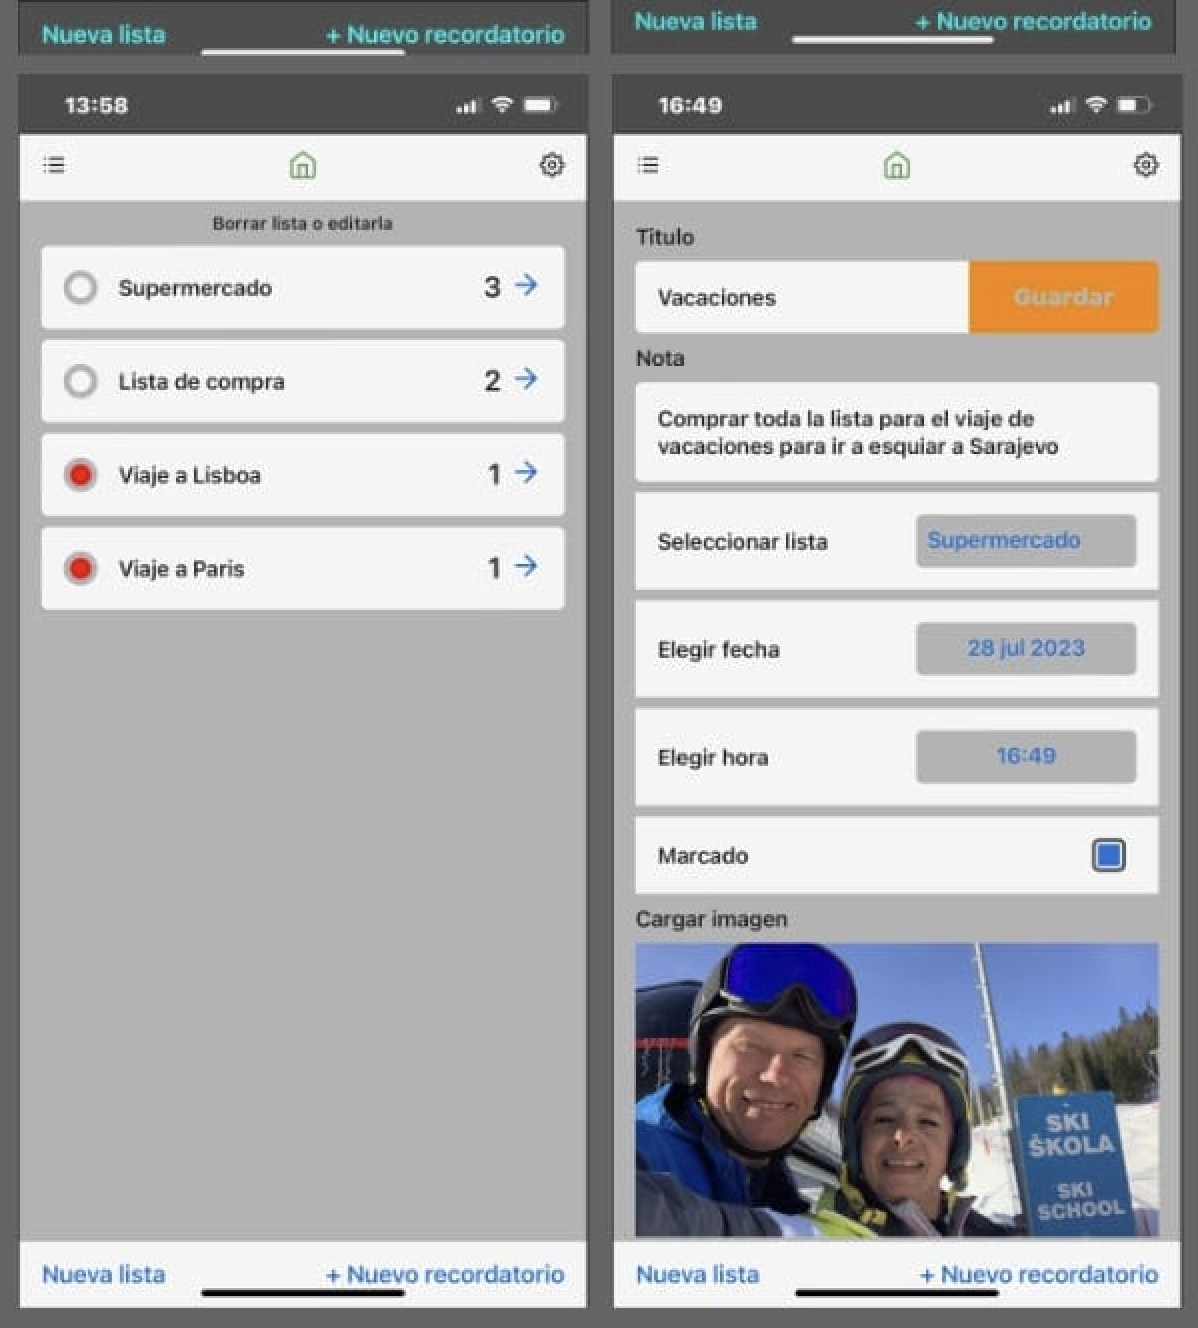 Nueva lista
+ Nuevo recordatorio
Nueva lista
+ Nuevo recordatorio
13:58
Borrar lista o editarla
Supermercado 3
Lista de compra 2
Viaje a Lisboa 1
Viaje a Paris 1
Nueva lista
+ Nuevo recordatorio
16:49
Título
Vacaciones
Guardar
Nota
Comprar toda la lista para el viaje de
vacaciones para ir a esquiar a Sarajevo
Seleccionar lista
Supermercado
Elegir fecha
28 jul 2023
Elegir hora
16:49
Marcado
Cargar imagen
SKI
ŠKOLA
SKI
SCHOOL
Nueva lista
+ Nuevo recordatorio